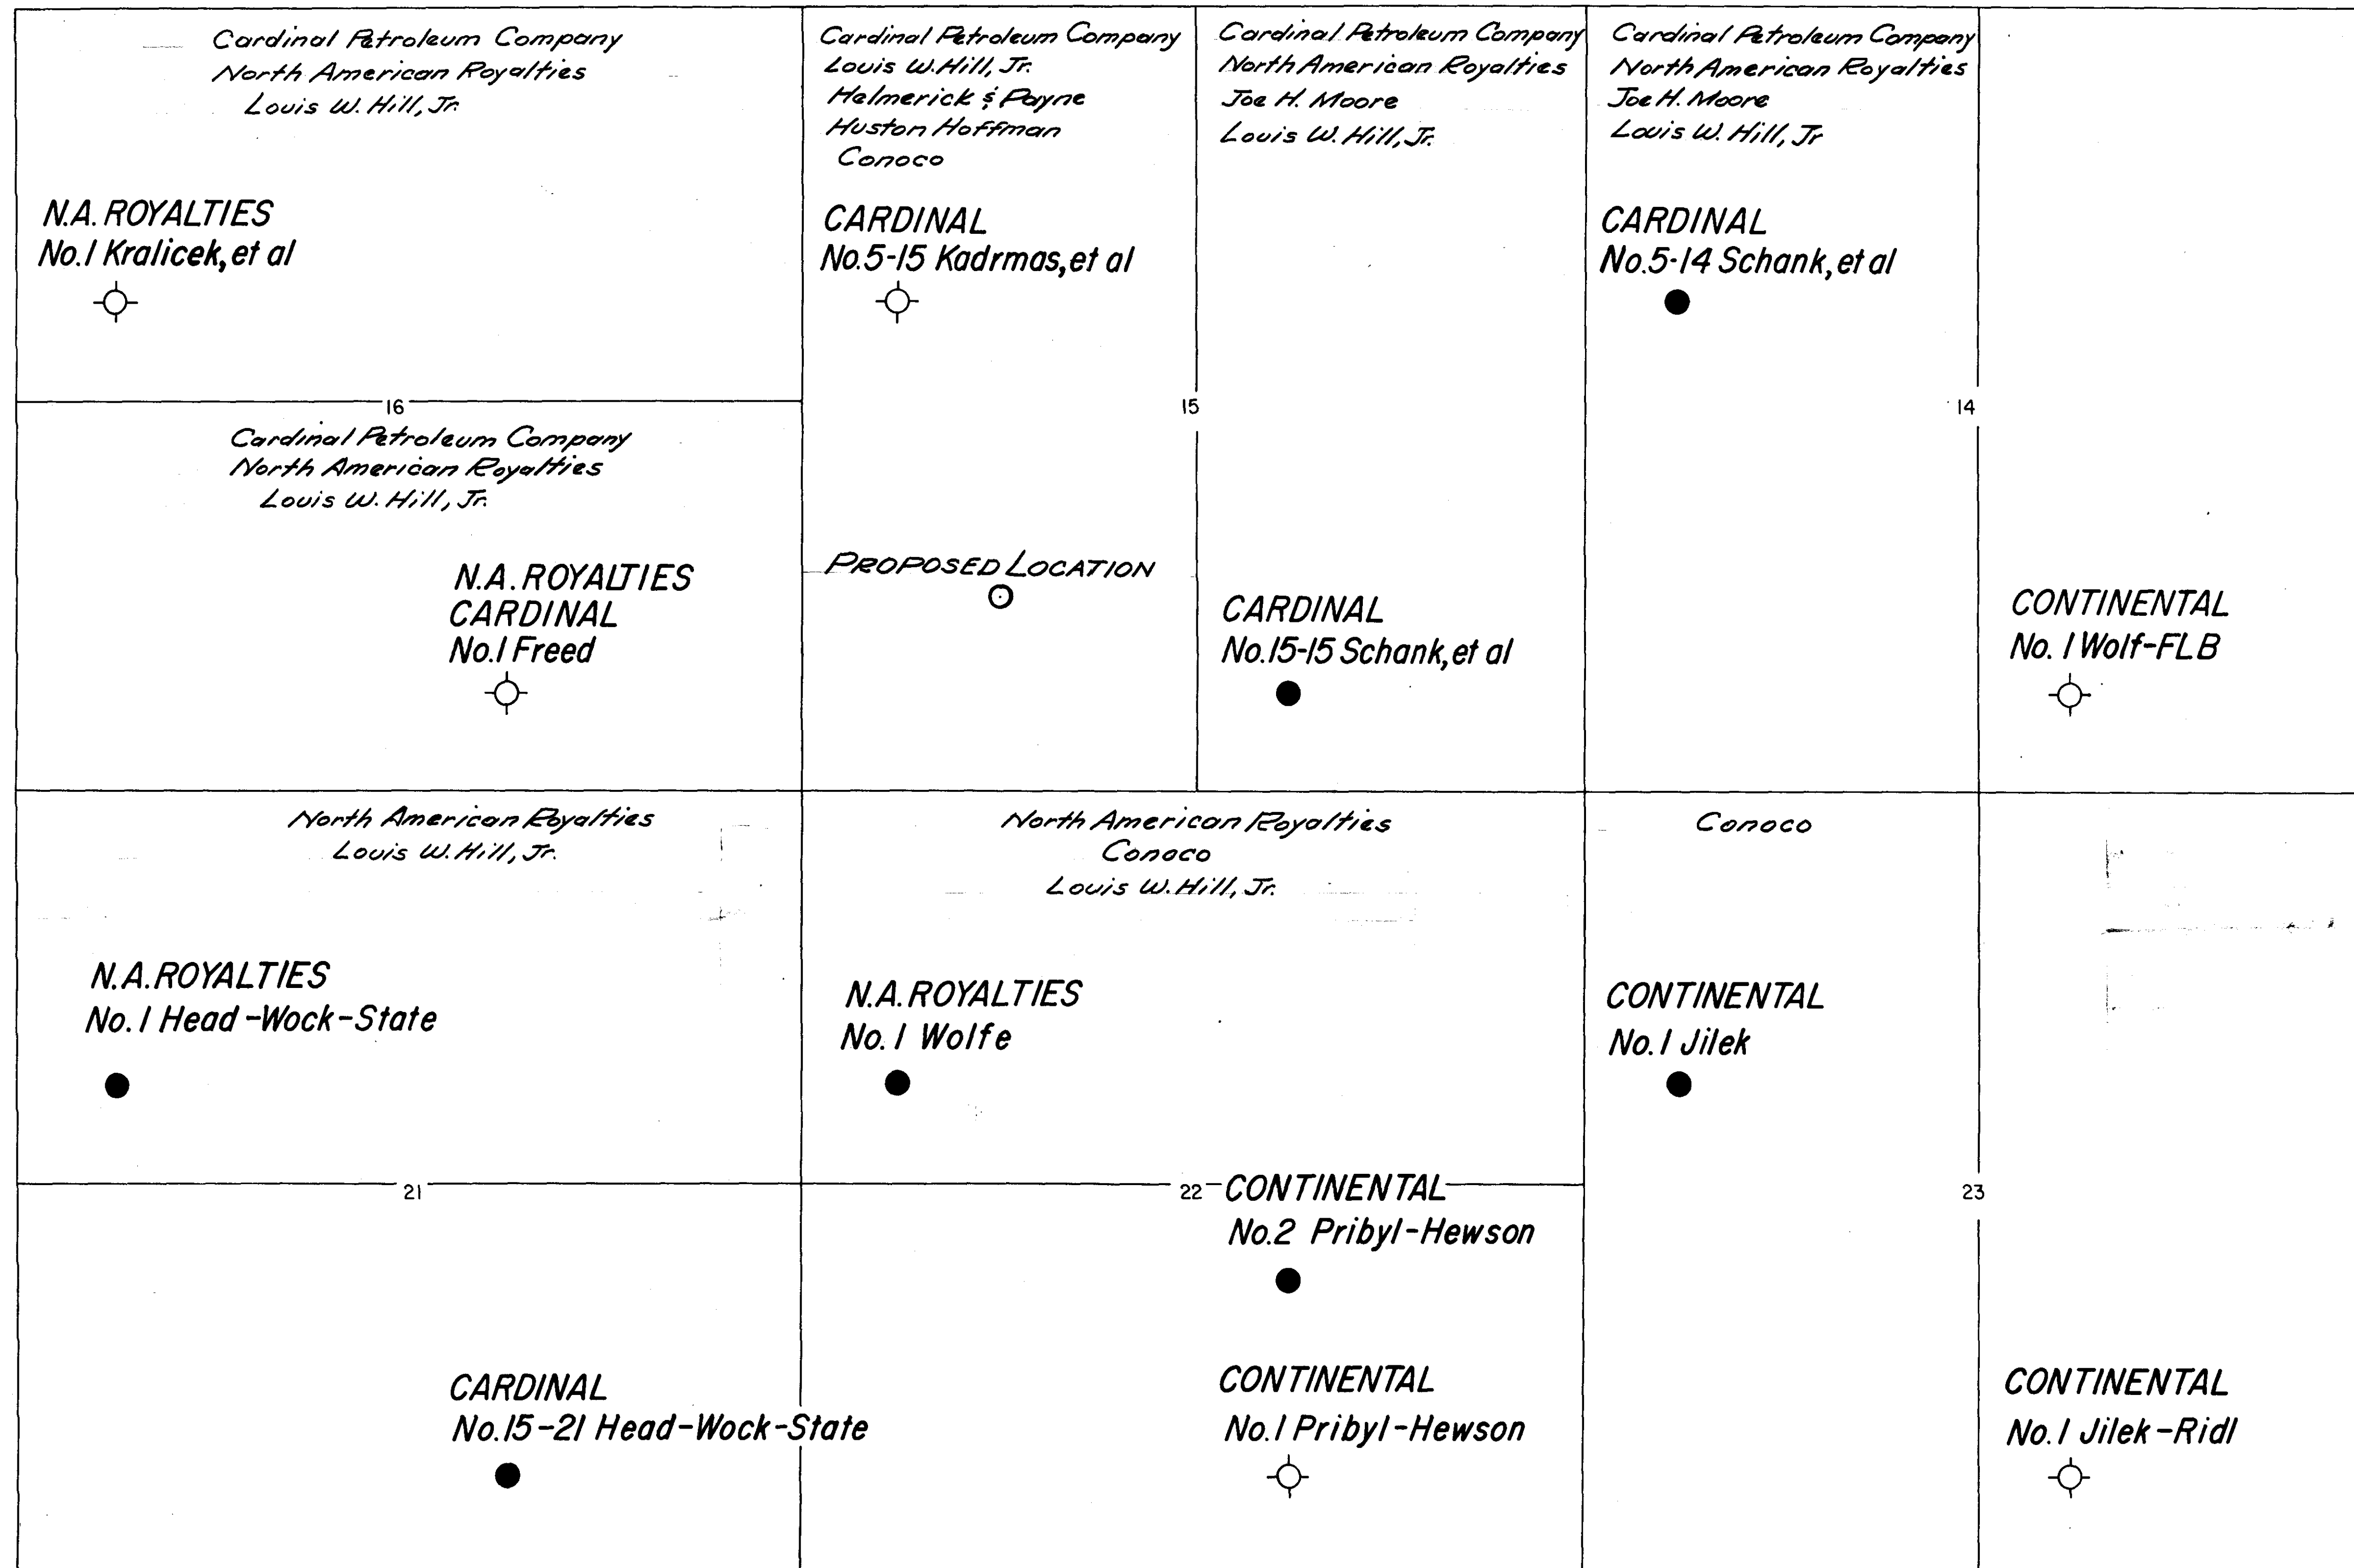 Cardinal Petroleum Company
North American Royalties
Louis W. Hill, Jr.
N.A. ROYALTIES
No. 1 Kralicek, et al
Cardinal Petroleum Company
Louis W. Hill, Jr.
Helmerick & Payne
Huston Hoffman
Conoco
CARDINAL
No. 5-15 Kadrmas, et al
Cardinal Petroleum Company
North American Royalties
Joe H. Moore
Louis W. Hill, Jr.
Cardinal Petroleum Company
North American Royalties
Joe H. Moore
Louis W. Hill, Jr
CARDINAL
No. 5-14 Schank, et al
16
15
14
Cardinal Petroleum Company
North American Royalties
Louis W. Hill, Jr.
N.A. ROYALTIES
CARDINAL
No. 1 Freed
PROPOSED LOCATION
CARDINAL
No. 15-15 Schank, et al
CONTINENTAL
No. 1 Wolf-FLB
North American Royalties
Louis W. Hill, Jr.
N.A. ROYALTIES
No. 1 Head-Wock-State
North American Royalties
Conoco
Louis W. Hill, Jr.
N.A. ROYALTIES
No. 1 Wolfe
Conoco
CONTINENTAL
No. 1 Jilek
21
22
23
CONTINENTAL
No. 2 Pribyl-Hewson
CARDINAL
No. 15-21 Head-Wock-State
CONTINENTAL
No. 1 Pribyl-Hewson
CONTINENTAL
No. 1 Jilek-Ridl